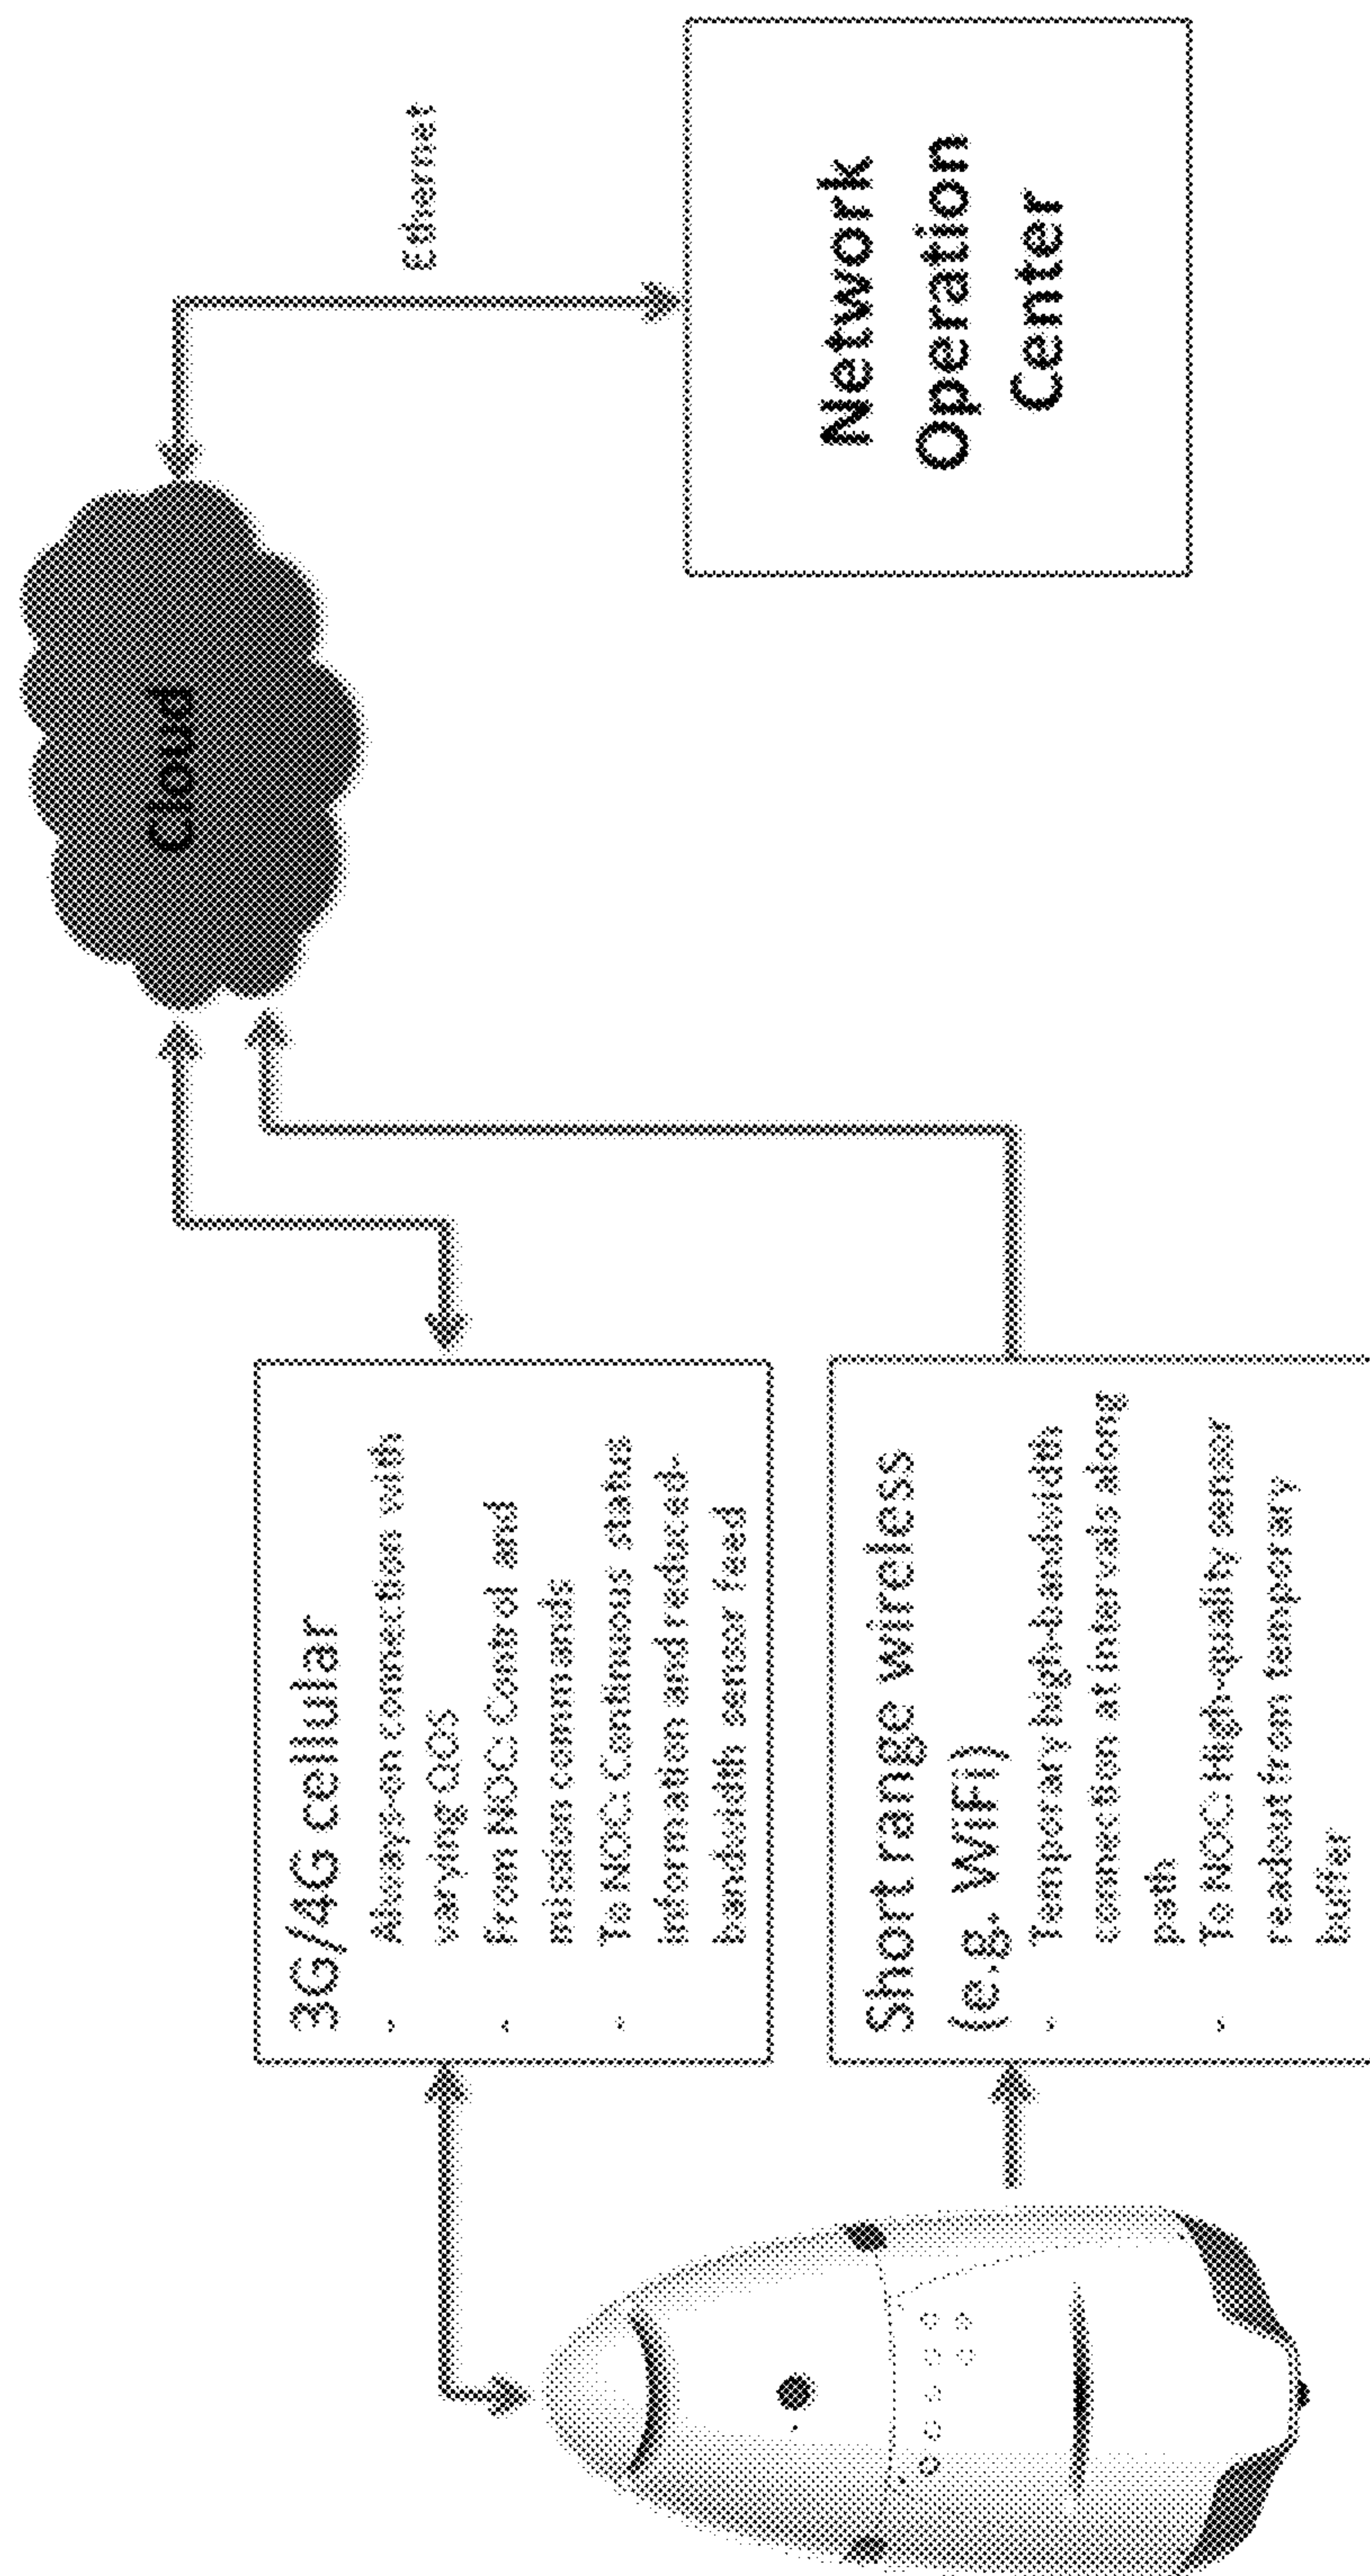 Cloud
Ethernet
3G/4G cellular
- Always-on connection with
varying QOS
- From NOC: Control and
mission commands
- To NOC: Continuous status
information and reduced-
bandwidth sensor feed
Short range wireless
(e.g. WiFi)
- Temporary high-bandwidth
connection at intervals along
path
- To NOC: High-quality sensor
readout from temporary
buffer
Network
Operation
Center